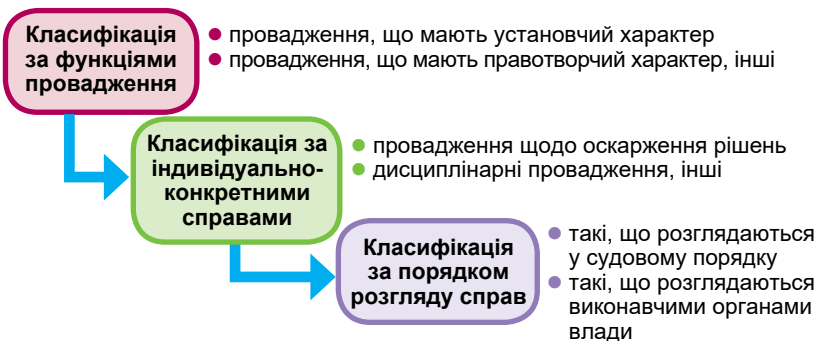 Класифікація
за функціями
провадження
● провадження, що мають установчий характер
● провадження, що мають правотворчий характер, інші
Класифікація за
індивідуально-
конкретними
справами
● провадження щодо оскарження рішень
● дисциплінарні провадження, інші
Класифікація
за порядком
розгляду справ
● такі, що розглядаються
у судовому порядку
● такі, що розглядаються
виконавчими органами
влади